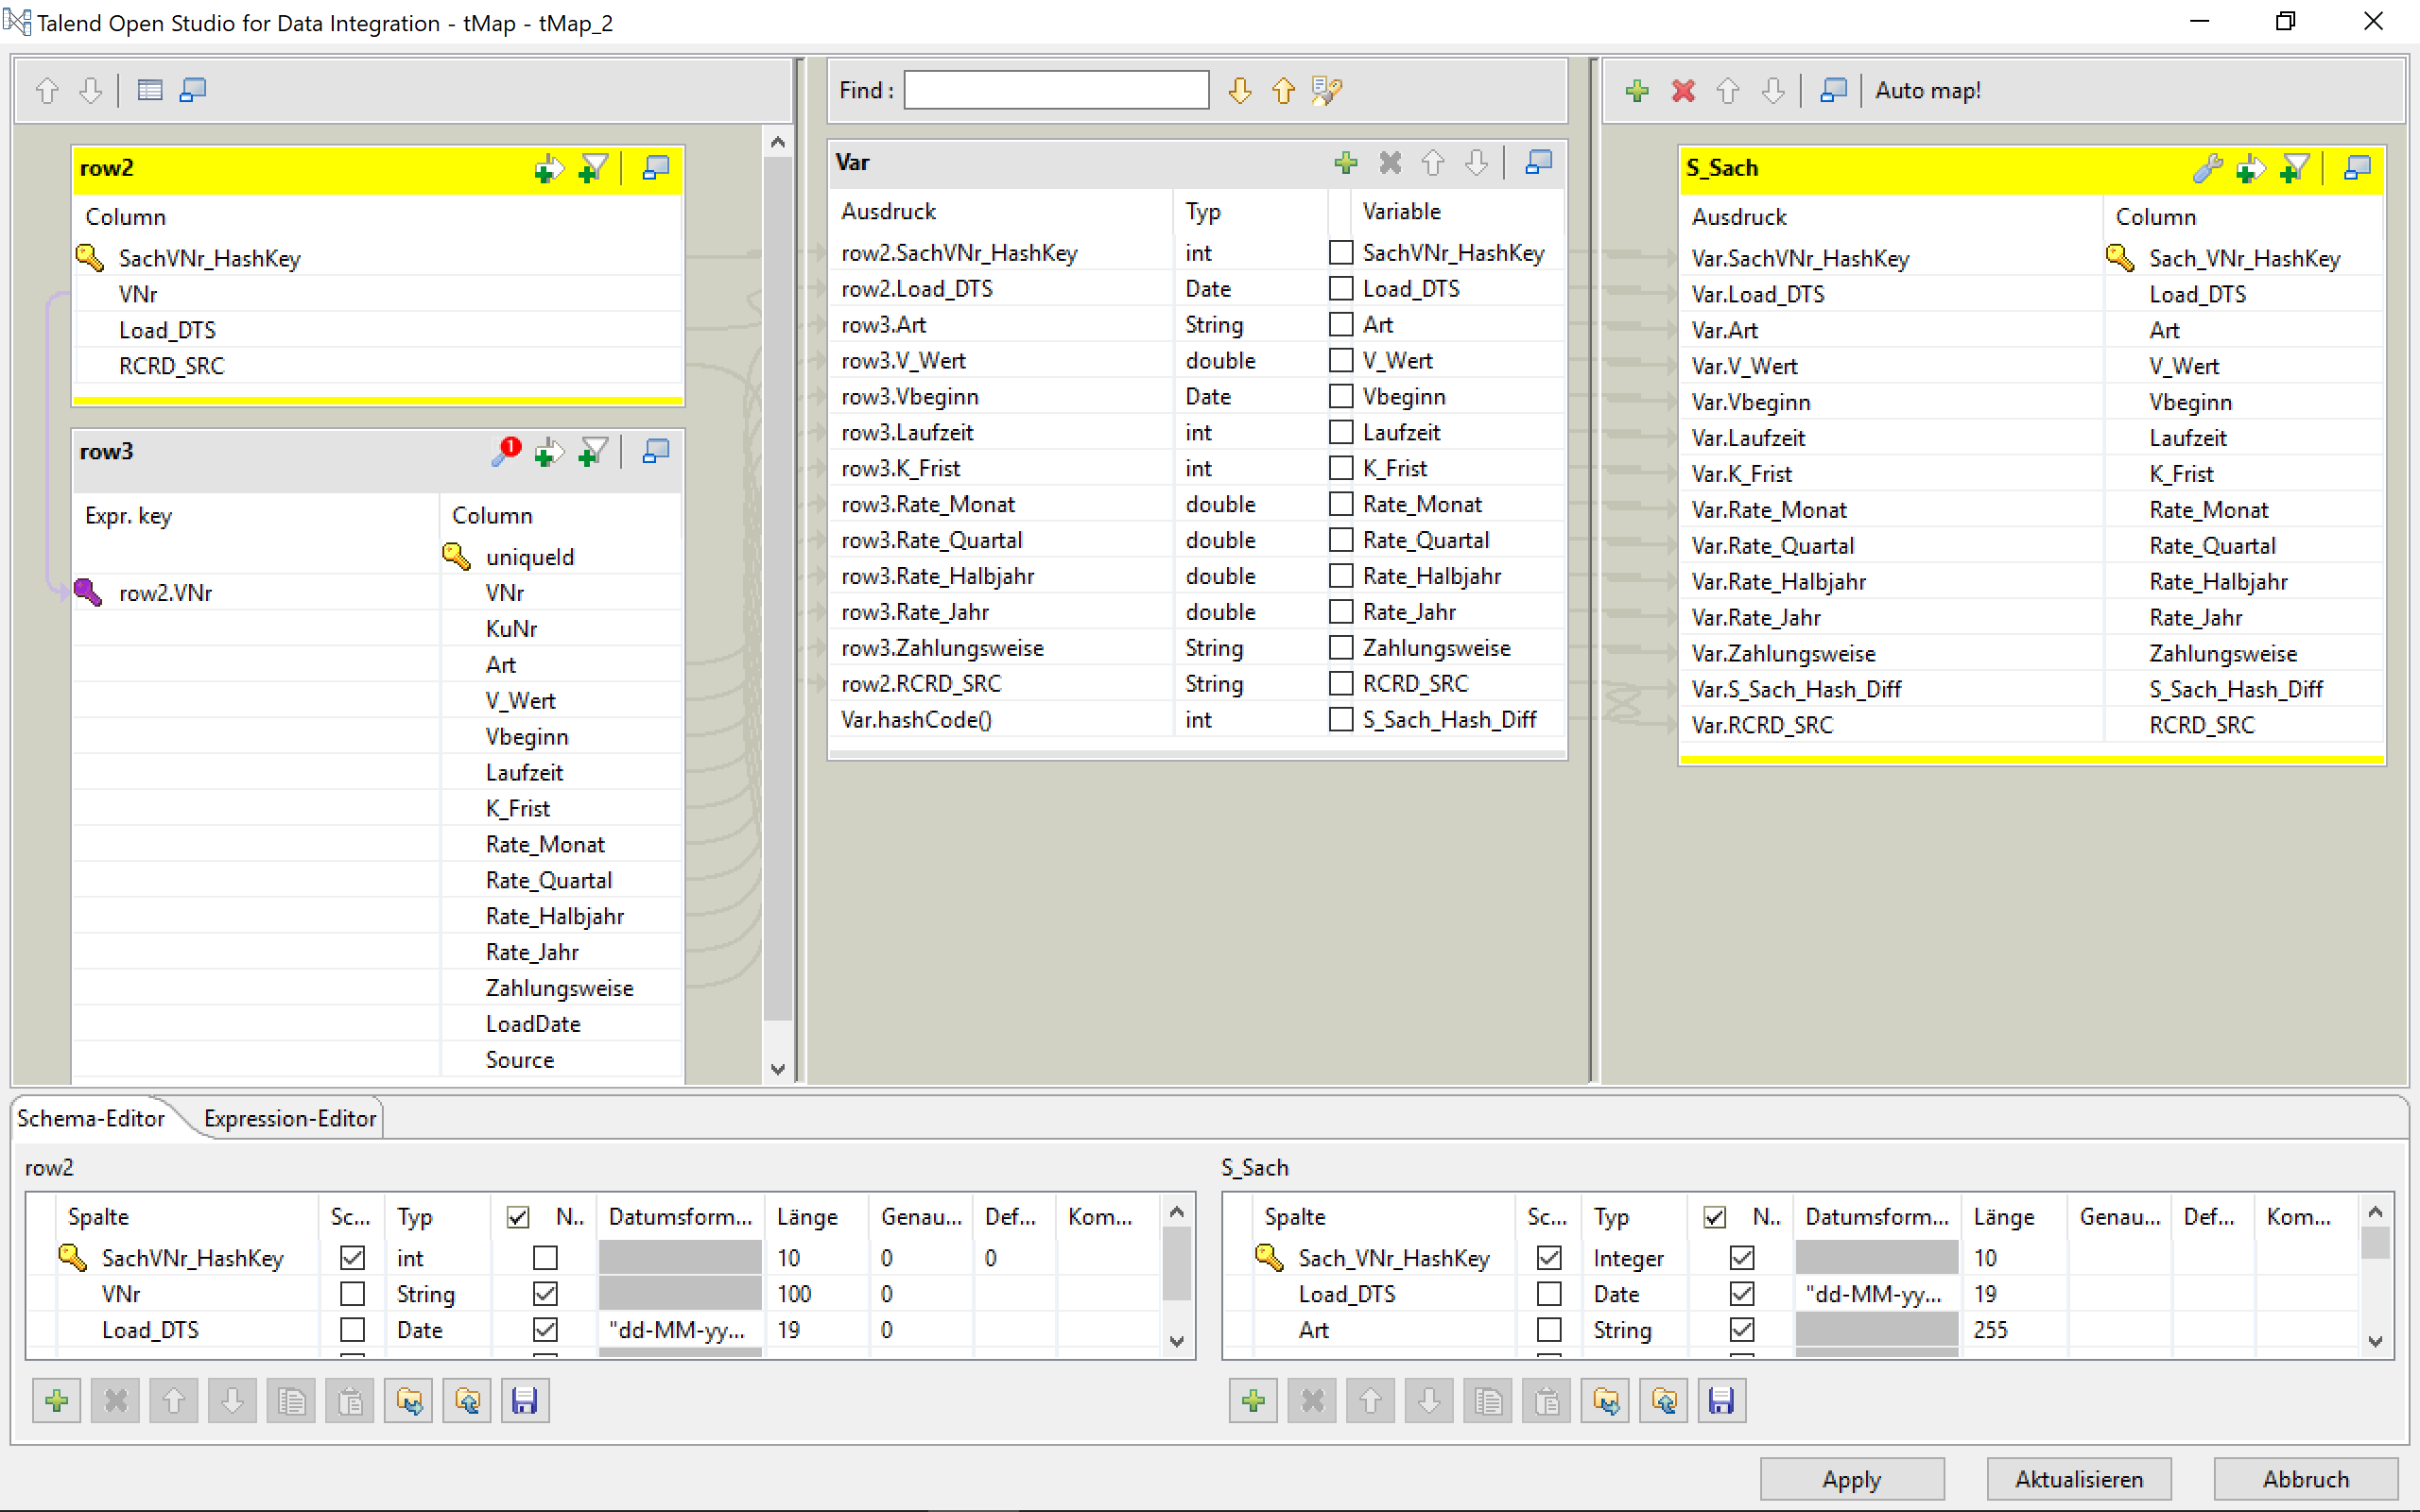 Talend Open Studio for Data Integration - tMap - tMap_2
Find :
Auto map!
row2
Column
SachVNr_HashKey
VNr
Load_DTS
RCRD_SRC
row3
1
Expr. key Column
uniqueId
row2.VNr VNr
KuNr
Art
V_Wert
Vbeginn
Laufzeit
K_Frist
Rate_Monat
Rate_Quartal
Rate_Halbjahr
Rate_Jahr
Zahlungsweise
LoadDate
Source
Var
Ausdruck Typ Variable
row2.SachVNr_HashKey int SachVNr_HashKey
row2.Load_DTS Date Load_DTS
row3.Art String Art
row3.V_Wert double V_Wert
row3.Vbeginn Date Vbeginn
row3.Laufzeit int Laufzeit
row3.K_Frist int K_Frist
row3.Rate_Monat double Rate_Monat
row3.Rate_Quartal double Rate_Quartal
row3.Rate_Halbjahr double Rate_Halbjahr
row3.Rate_Jahr double Rate_Jahr
row3.Zahlungsweise String Zahlungsweise
row2.RCRD_SRC String RCRD_SRC
Var.hashCode() int S_Sach_Hash_Diff
S_Sach
Ausdruck Column
Var.SachVNr_HashKey Sach_VNr_HashKey
Var.Load_DTS Load_DTS
Var.Art Art
Var.V_Wert V_Wert
Var.Vbeginn Vbeginn
Var.Laufzeit Laufzeit
Var.K_Frist K_Frist
Var.Rate_Monat Rate_Monat
Var.Rate_Quartal Rate_Quartal
Var.Rate_Halbjahr Rate_Halbjahr
Var.Rate_Jahr Rate_Jahr
Var.Zahlungsweise Zahlungsweise
Var.S_Sach_Hash_Diff S_Sach_Hash_Diff
Var.RCRD_SRC RCRD_SRC
Schema-Editor Expression-Editor
row2
Spalte Sc... Typ N.. Datumsform... Länge Genau... Def... Kom...
SachVNr_HashKey int 10 0 0
VNr String 100 0
Load_DTS Date "dd-MM-yy... 19 0
S_Sach
Spalte Sc... Typ N.. Datumsform... Länge Genau... Def... Kom...
Sach_VNr_HashKey Integer 10
Load_DTS Date "dd-MM-yy... 19
Art String 255
Apply Aktualisieren Abbruch